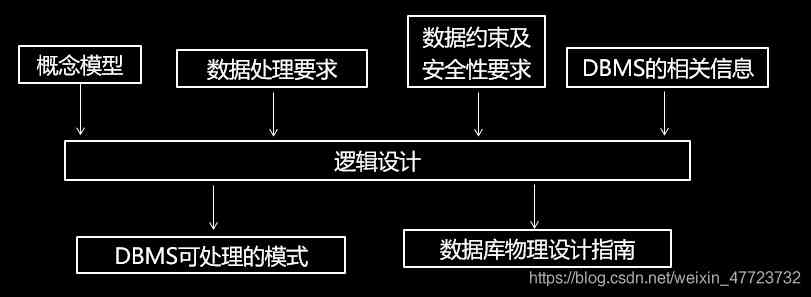 概念模型
数据处理要求
数据约束及
安全性要求
DBMS的相关信息
逻辑设计
DBMS可处理的模式
数据库物理设计指南
https://blog.csdn.net/weixin_47723732